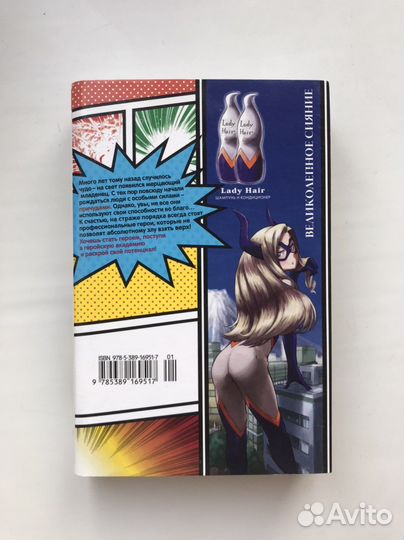 Много лет тому назад случилось
чудо – на свет появился мерцающий
младенец. С тех пор повсюду начали
рождаться люди с особыми силами –
причудами. Однако, увы, не все они
используют свои способности во благо...
К счастью, на страже порядка всегда стоят
профессиональные герои, которые не
позволят абсолютному злу взять верх!
Хочешь стать героем, поступи
в геройскую академию
и раскрой свой потенциал!
ISBN 978-5-389-16951-7
01
9 785389 169517
Lady
Hair
Lady
Hair
Lady Hair
ШАМПУНЬ И КОНДИЦИОНЕР
ВЕЛИКОЛЕПНОЕ СИЯНИЕ
Avito